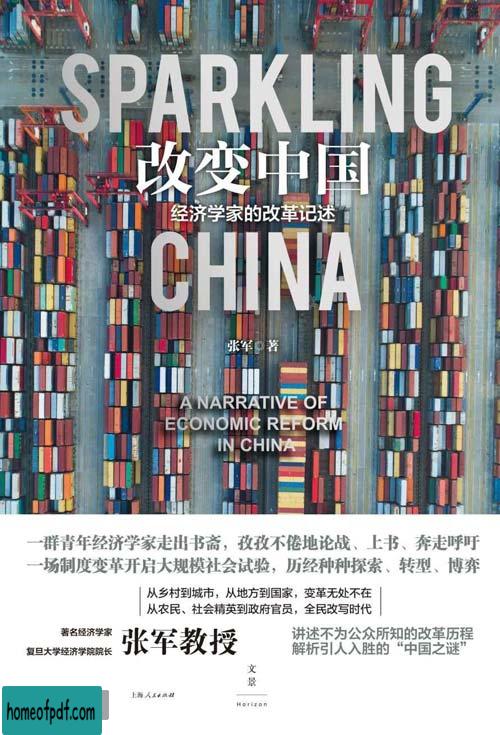 SPARKLING
改变中国
经济学家的改革记述
CHINA
张军 著
A NARRATIVE OF
ECONOMIC REFORM
IN CHINA
一群青年经济学家走出书斋，孜孜不倦地论战、上书、奔走呼吁
一场制度变革开启大规模社会试验，历经种种探索、转型、博弈
从乡村到城市，从地方到国家，变革无处不在
从农民、社会精英到政府官员，全民改写时代
著名经济学家
复旦大学经济学院院长
张军教授
讲述不为公众所知的改革历程
解析引人入胜的“中国之谜”
上海人民出版社
文景
Horizon
homeofpdf.com